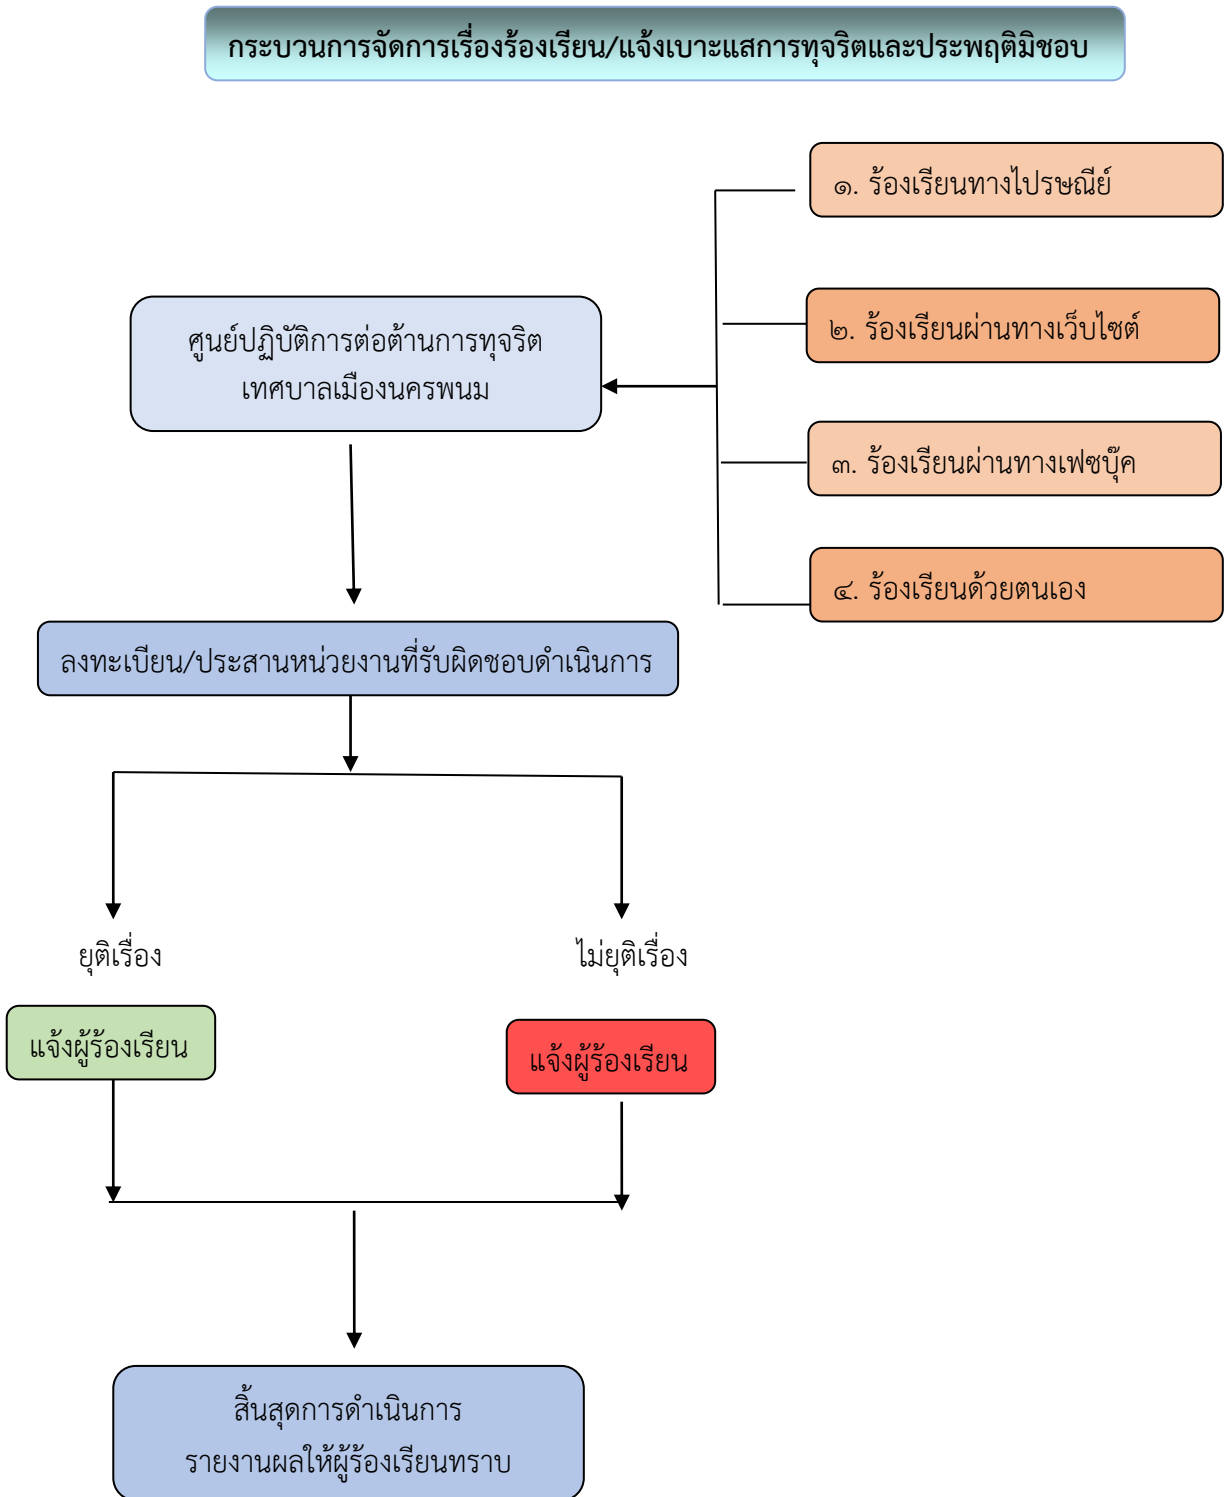 กระบวนการจัดการเรื่องร้องเรียน/แจ้งเบาะแสการทุจริตและประพฤติมิชอบ
๑. ร้องเรียนทางไปรษณีย์
๒. ร้องเรียนผ่านทางเว็บไซต์
ศูนย์ปฏิบัติการต่อต้านการทุจริต
เทศบาลเมืองนครพนม
๓. ร้องเรียนผ่านทางเฟซบุ๊ค
๔. ร้องเรียนด้วยตนเอง
ลงทะเบียน/ประสานหน่วยงานที่รับผิดชอบดำเนินการ
ยุติเรื่อง
ไม่ยุติเรื่อง
แจ้งผู้ร้องเรียน
แจ้งผู้ร้องเรียน
สิ้นสุดการดำเนินการ
รายงานผลให้ผู้ร้องเรียนทราบ